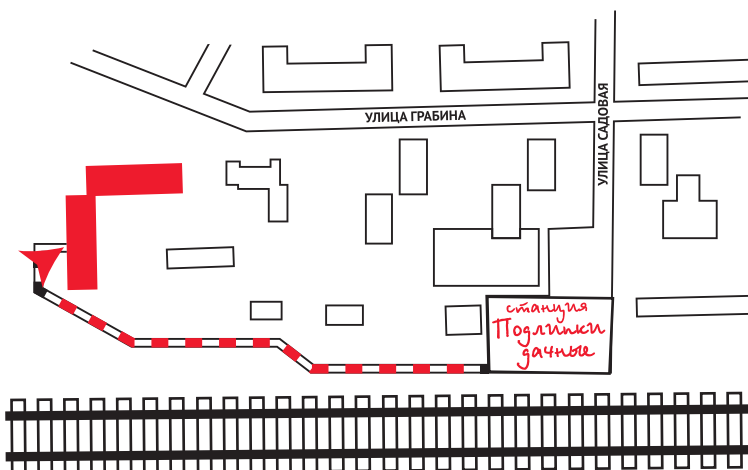 УЛИЦА ГРАБИНА
УЛИЦА САДОВАЯ
станция
Подлипки
дачные